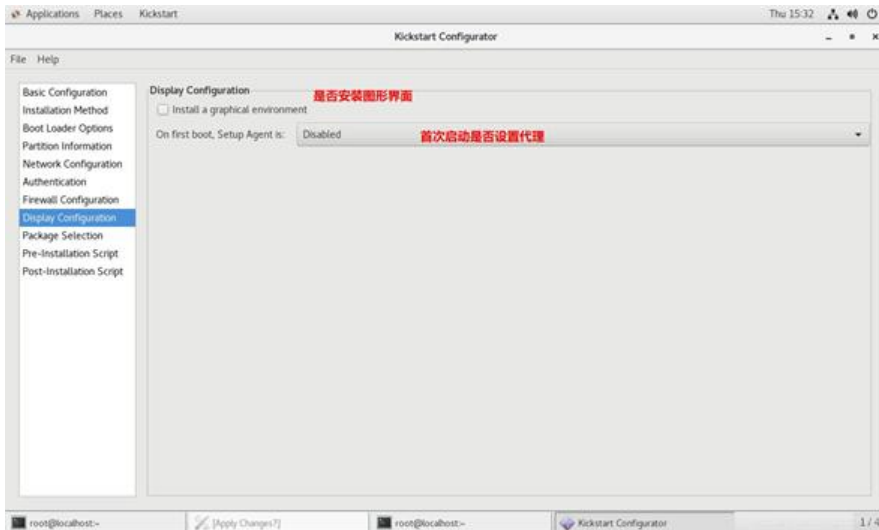 Applications Places Kickstart Thu 15:32
Kickstart Configurator
File Help
Basic Configuration
Installation Method
Boot Loader Options
Partition Information
Network Configuration
Authentication
Firewall Configuration
Display Configuration
Package Selection
Pre-Installation Script
Post-Installation Script
Display Configuration
是否安装图形界面
Install a graphical environment
On first boot, Setup Agent is: Disabled 首次启动是否设置代理
root@localhost:~ [Apply Changes?] root@localhost:~ Kickstart Configurator 1 / 4